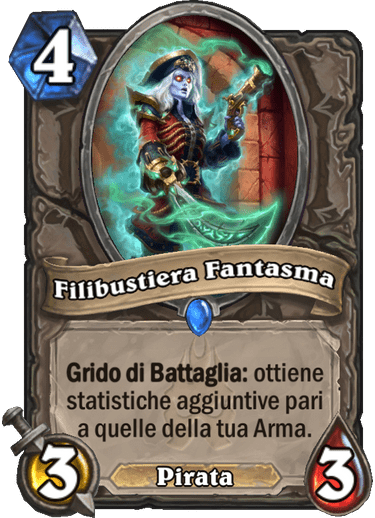 4
Filibustiera Fantasma
Grido di Battaglia: ottiene
statistiche aggiuntive pari
a quelle della tua Arma.
3
Pirata
3